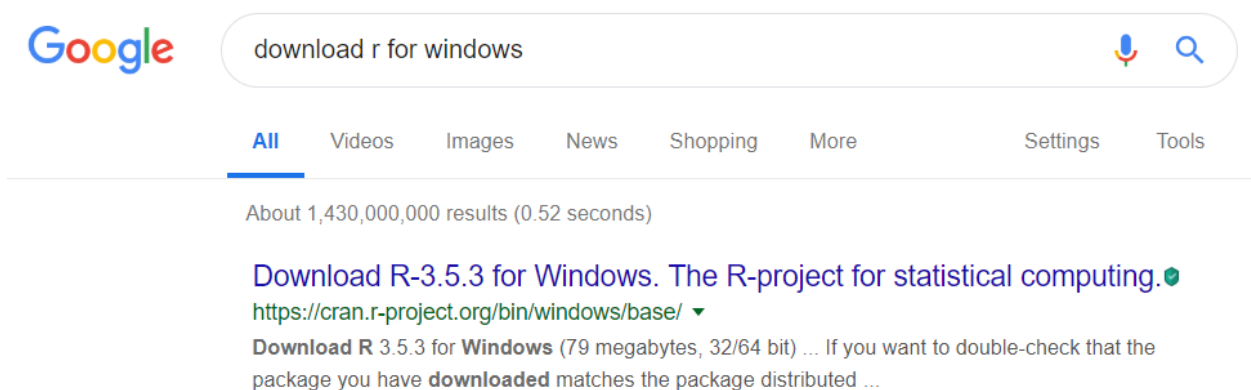 Google
download r for windows
All Videos Images News Shopping More Settings Tools
About 1,430,000,000 results (0.52 seconds)
Download R-3.5.3 for Windows. The R-project for statistical computing.
https://cran.r-project.org/bin/windows/base/
Download R 3.5.3 for Windows (79 megabytes, 32/64 bit) ... If you want to double-check that the
package you have downloaded matches the package distributed ...